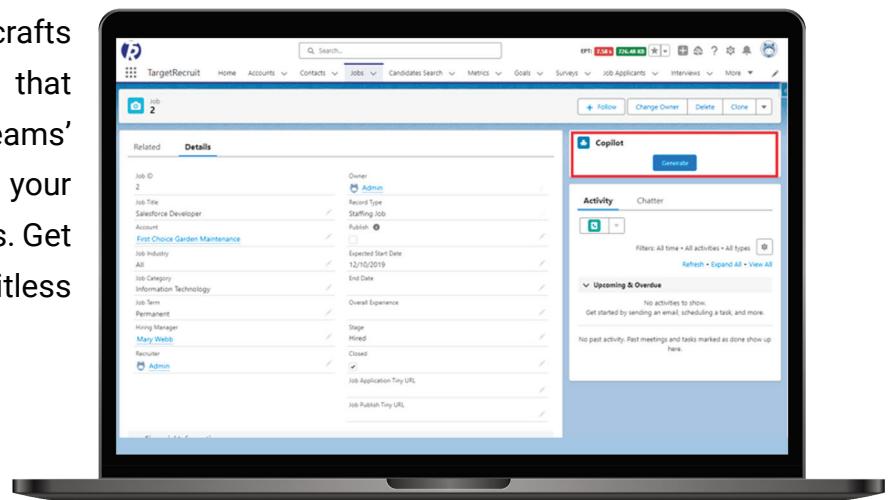 crafts
that
eams'
your
s. Get
itless
Search...
EPT: 7.58 s 726.48 KB
TargetRecruit Home Accounts Contacts Jobs Candidates Search Metrics Goals Surveys Job Applicants Interviews More
Job
2
+ Follow Change Owner Delete Clone
Related Details
Job ID
2
Job Title
Salesforce Developer
Account
First Choice Garden Maintenance
Job Industry
All
Job Category
Information Technology
Job Term
Permanent
Hiring Manager
Mary Webb
Recruiter
Admin
Owner
Admin
Record Type
Staffing Job
Publish
Expected Start Date
12/10/2019
End Date
Overall Experience
Stage
Hired
Closed
Job Application Tiny URL
Job Publish Tiny URL
Copilot
Generate
Activity Chatter
Filters: All time • All activities • All types
Refresh • Expand All • View All
Upcoming & Overdue
No activities to show.
Get started by sending an email, scheduling a task, and more.
No past activity. Past meetings and tasks marked as done show up
here.